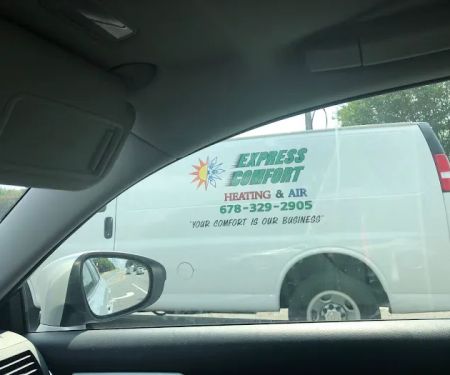 EXPRESS
COMFORT
HEATING & AIR
678-329-2905
"YOUR COMFORT IS OUR BUSINESS"